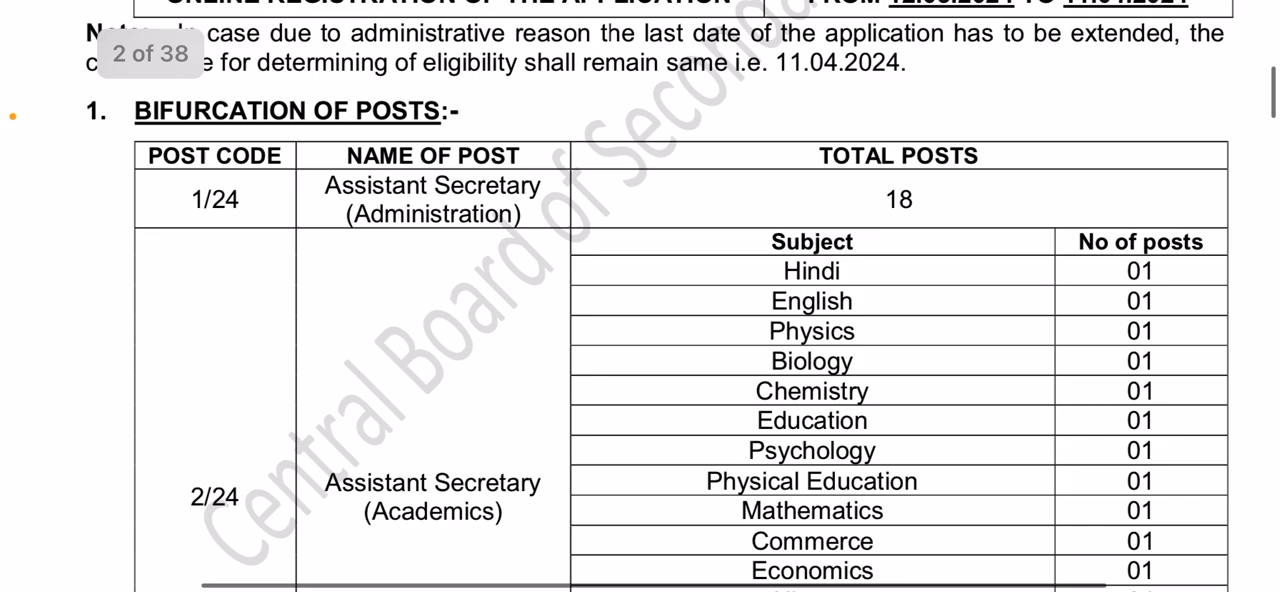 Note: In case due to administrative reason the last date of the application has to be extended, the
2 of 38
for determining of eligibility shall remain same i.e. 11.04.2024.
1. BIFURCATION OF POSTS:-
POST CODE NAME OF POST TOTAL POSTS
1/24 Assistant Secretary (Administration) 18
Subject No of posts
Hindi 01
English 01
Physics 01
Biology 01
Chemistry 01
Education 01
Psychology 01
Physical Education 01
2/24 Assistant Secretary (Academics)
Mathematics 01
Commerce 01
Economics 01
Central Board of Seconda